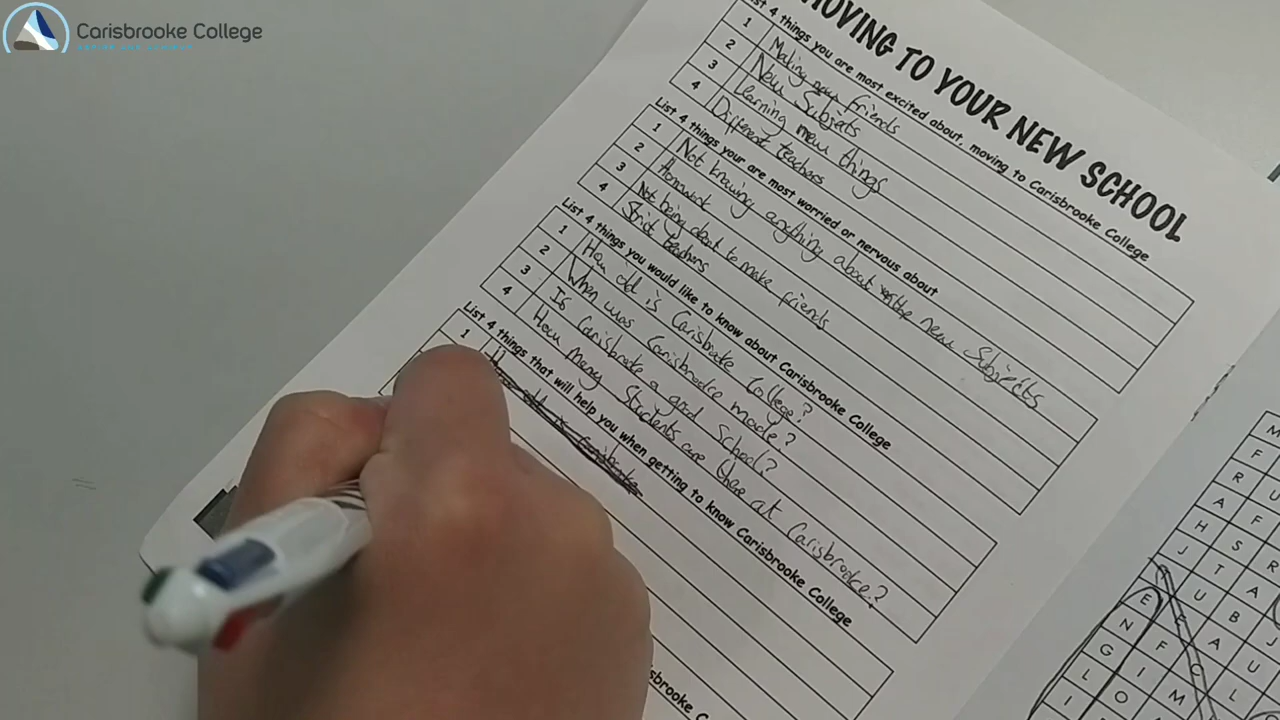 Carisbrooke College
MOVING TO YOUR NEW SCHOOL
List 4 things you are most excited about, moving to Carisbrooke College
1 Making new friends
2 New Subjects
3 Learning new things
4 Different teachers
List 4 things your are most worried or nervous about
1 Not knowing anything about the new Subjects
2 Homework
3 Not being about to make friends
4 Strict teachers
List 4 things you would like to know about Carisbrooke College
1 How old is Carisbrooke College?
2 When was Carisbrooke made?
3 Is Carisbrooke a good School?
4 How many Students are there at Carisbrooke?
List 4 things that will help you when getting to know Carisbrooke College
1